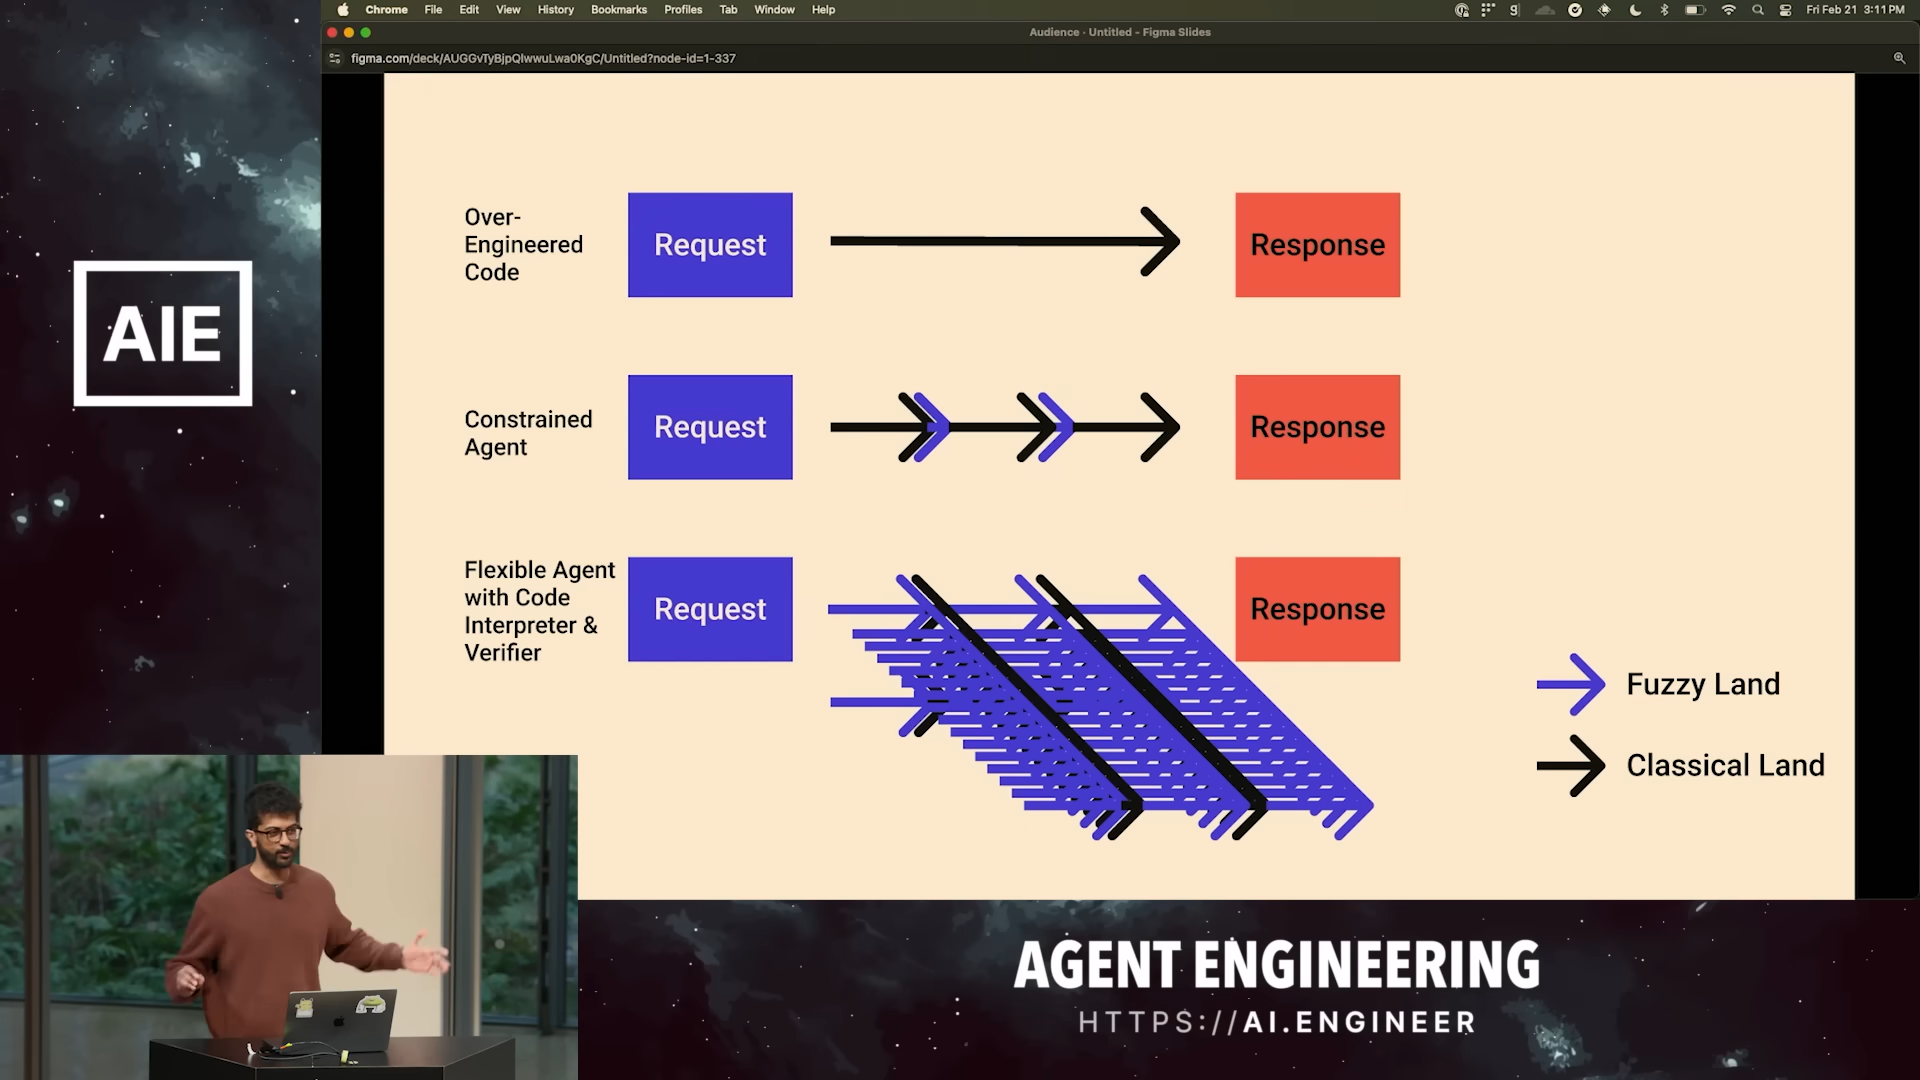 Chrome File Edit View History Bookmarks Profiles Tab Window Help
Fri Feb 21 3:11 PM
Audience - Untitled - Figma Slides
figma.com/deck/AUGGvTyBjpQlwwuLwa0KgC/Untitled?node-id=1-337
AIE
Over-
Engineered
Code
Request
Response
Constrained
Agent
Request
Response
Flexible Agent
with Code
Interpreter &
Verifier
Request
Response
Fuzzy Land
Classical Land
AGENT ENGINEERING
HTTPS://AI.ENGINEER